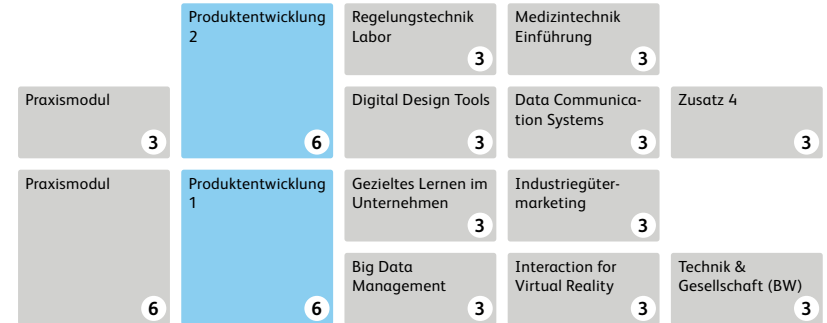 Produktentwicklung
2
6
Regelungstechnik
Labor
3
Medizintechnik
Einführung
3
Praxismodul
3
Digital Design Tools
3
Data Communica-
tion Systems
3
Zusatz 4
3
Praxismodul
6
Produktentwicklung
1
6
Gezieltes Lernen im
Unternehmen
3
Industriegüter-
marketing
3
Big Data
Management
3
Interaction for
Virtual Reality
3
Technik &
Gesellschaft (BW)
3